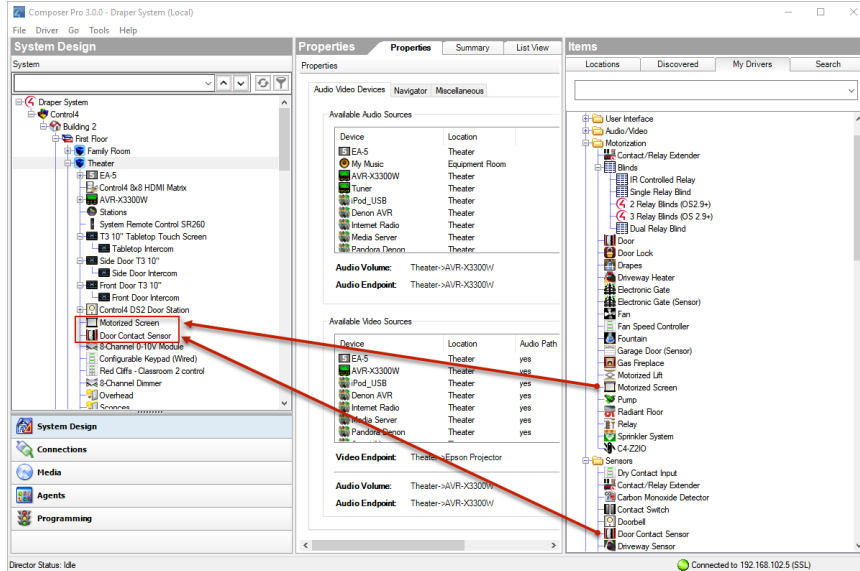 Composer Pro 3.0.0 - Draper System (Local)
File Driver Go Tools Help
System Design
System
Draper System
Control4
Building 2
First Floor
Family Room
Theater
EA-5
Control4 8x8 HDMI Matrix
AVR-X3300W
Stations
System Remote Control SR260
T3 10" Tabletop Touch Screen
Tabletop Intercom
Side Door T3 10"
Side Door Intercom
Front Door T3 10"
Front Door Intercom
Control4 DS2 Door Station
Motorized Screen
Door Contact Sensor
8-Channel 0-10V Module
Configurable Keypad (Wired)
Red Cliffs - Classroom 2 control
8-Channel Dimmer
Overhead
Sconces
System Design
Connections
Media
Agents
Programming
Properties Properties Summary List View
Properties
Audio Video Devices Navigator Miscellaneous
Available Audio Sources
Device Location
EA-5 Theater
My Music Equipment Room
AVR-X3300W Theater
Tuner Theater
iPod_USB Theater
Denon AVR Theater
Internet Radio Theater
Media Server Theater
Pandora Denon Theater
Audio Volume: Theater->AVR-X3300W
Audio Endpoint: Theater->AVR-X3300W
Available Video Sources
Device Location Audio Path
EA-5 Theater yes
AVR-X3300W Theater yes
iPod_USB Theater yes
Denon AVR Theater yes
Internet Radio Theater yes
Media Server Theater yes
Pandora Denon Theater yes
Video Endpoint: Theater->Epson Projector
Audio Volume: Theater->AVR-X3300W
Audio Endpoint: Theater->AVR-X3300W
Items
Locations Discovered My Drivers Search
User Interface
Audio/Video
Motorization
Contact/Relay Extender
Blinds
IR Controlled Relay
Single Relay Blind
2 Relay Blinds (OS2.9+)
3 Relay Blinds (OS 2.9+)
Dual Relay Blind
Door
Door Lock
Drapes
Driveway Heater
Electronic Gate
Electronic Gate (Sensor)
Fan
Fan Speed Controller
Fountain
Garage Door (Sensor)
Gas Fireplace
Motorized Lift
Motorized Screen
Pump
Radiant Floor
Relay
Sprinkler System
C4-Z2IO
Sensors
Dry Contact Input
Contact/Relay Extender
Carbon Monoxide Detector
Contact Switch
Doorbell
Door Contact Sensor
Driveway Sensor
Director Status: Idle
Connected to 192.168.102.5 (SSL)